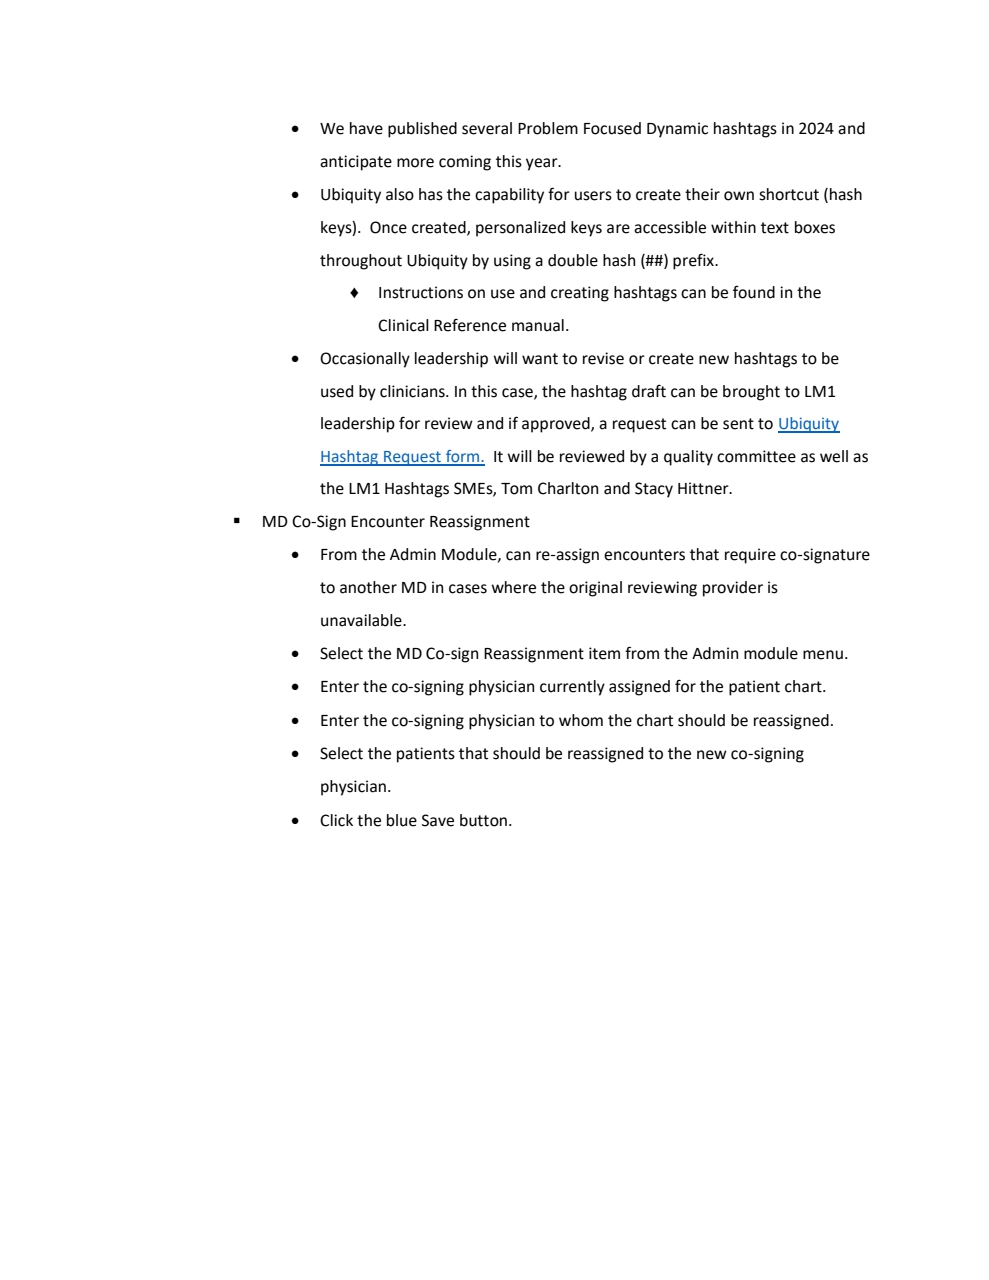 • We have published several Problem Focused Dynamic hashtags in 2024 and
anticipate more coming this year.
• Ubiquity also has the capability for users to create their own shortcut (hash
keys).  Once created, personalized keys are accessible within text boxes
throughout Ubiquity by using a double hash (##) prefix.
♦ Instructions on use and creating hashtags can be found in the
Clinical Reference manual.
• Occasionally leadership will want to revise or create new hashtags to be
used by clinicians. In this case, the hashtag draft can be brought to LM1
leadership for review and if approved, a request can be sent to Ubiquity
Hashtag Request form.  It will be reviewed by a quality committee as well as
the LM1 Hashtags SMEs, Tom Charlton and Stacy Hittner.
▪ MD Co-Sign Encounter Reassignment
• From the Admin Module, can re-assign encounters that require co-signature
to another MD in cases where the original reviewing provider is
unavailable.
• Select the MD Co-sign Reassignment item from the Admin module menu.
• Enter the co-signing physician currently assigned for the patient chart.
• Enter the co-signing physician to whom the chart should be reassigned.
• Select the patients that should be reassigned to the new co-signing
physician.
• Click the blue Save button.